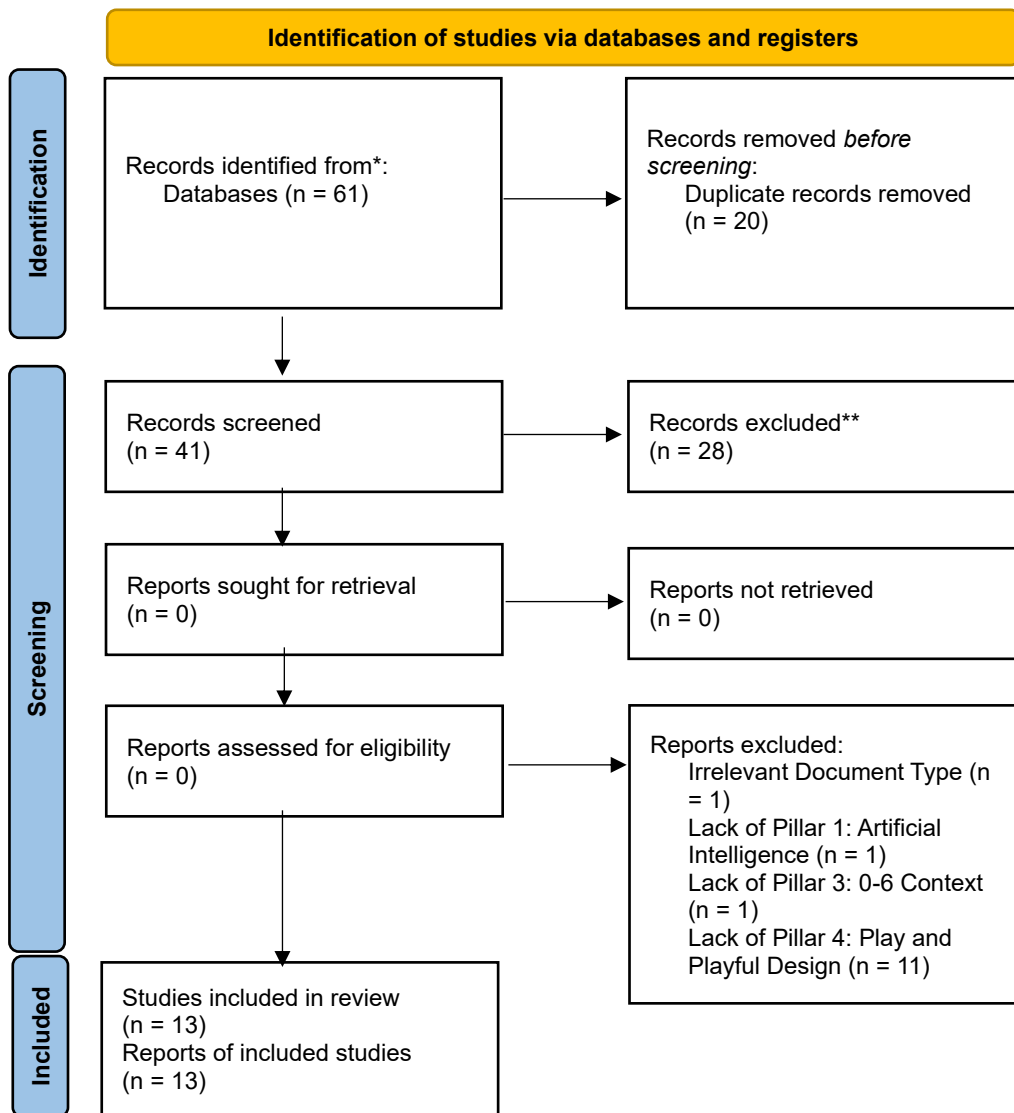 Identification of studies via databases and registers
Identification
Records identified from*:
Databases (n = 61)
Records removed before
screening:
Duplicate records removed
(n = 20)
Screening
Records screened
(n = 41)
Records excluded**
(n = 28)
Reports sought for retrieval
(n = 0)
Reports not retrieved
(n = 0)
Reports assessed for eligibility
(n = 0)
Reports excluded:
Irrelevant Document Type (n
= 1)
Lack of Pillar 1: Artificial
Intelligence (n = 1)
Lack of Pillar 3: 0-6 Context
(n = 1)
Lack of Pillar 4: Play and
Playful Design (n = 11)
Included
Studies included in review
(n = 13)
Reports of included studies
(n = 13)